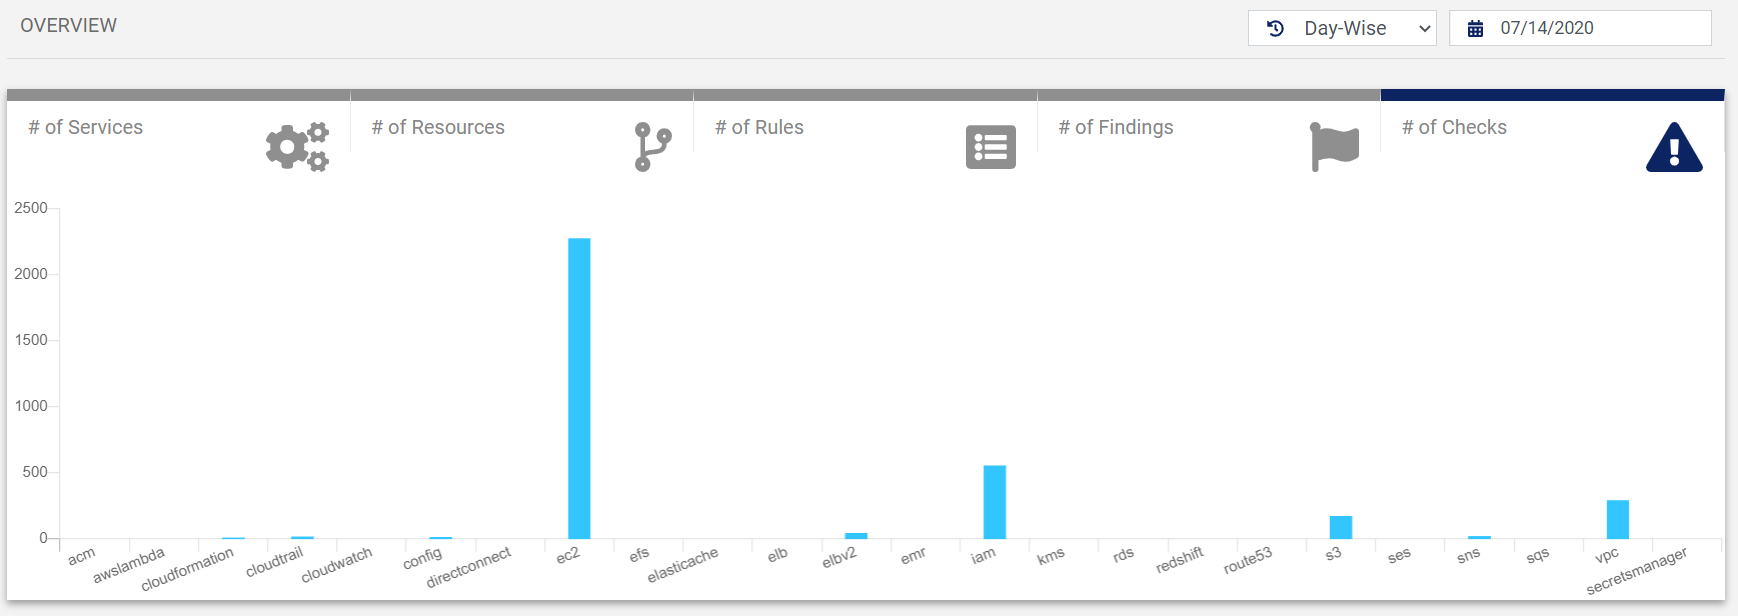 OVERVIEW
Day-Wise
07/14/2020
# of Services
# of Resources
# of Rules
# of Findings
# of Checks
2500
2000
1500
1000
500
0
acm
awslambda
cloudformation
cloudtrail
cloudwatch
config
directconnect
ec2
efs
elasticache
elb
elbv2
emr
iam
kms
rds
redshift
route53
s3
ses
sns
sqs
vpc
secretsmanager